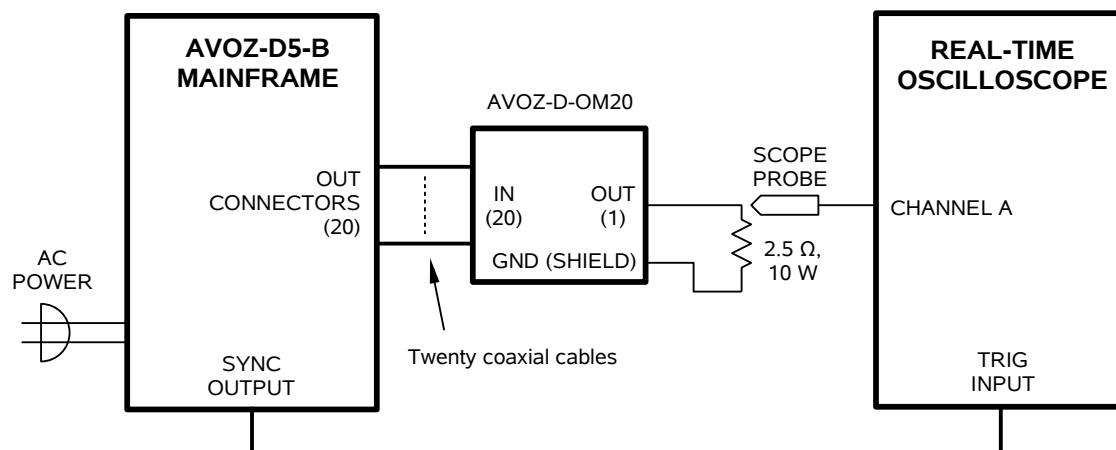 AVOZ-D5-B
MAINFRAME
REAL-TIME
OSCILLOSCOPE
AVOZ-D-OM20
SCOPE
PROBE
OUT
CONNECTORS
(20)
IN
(20)
OUT
(1)
CHANNEL A
GND (SHIELD)
2.5 Ω,
10 W
AC
POWER
Twenty coaxial cables
SYNC
OUTPUT
TRIG
INPUT